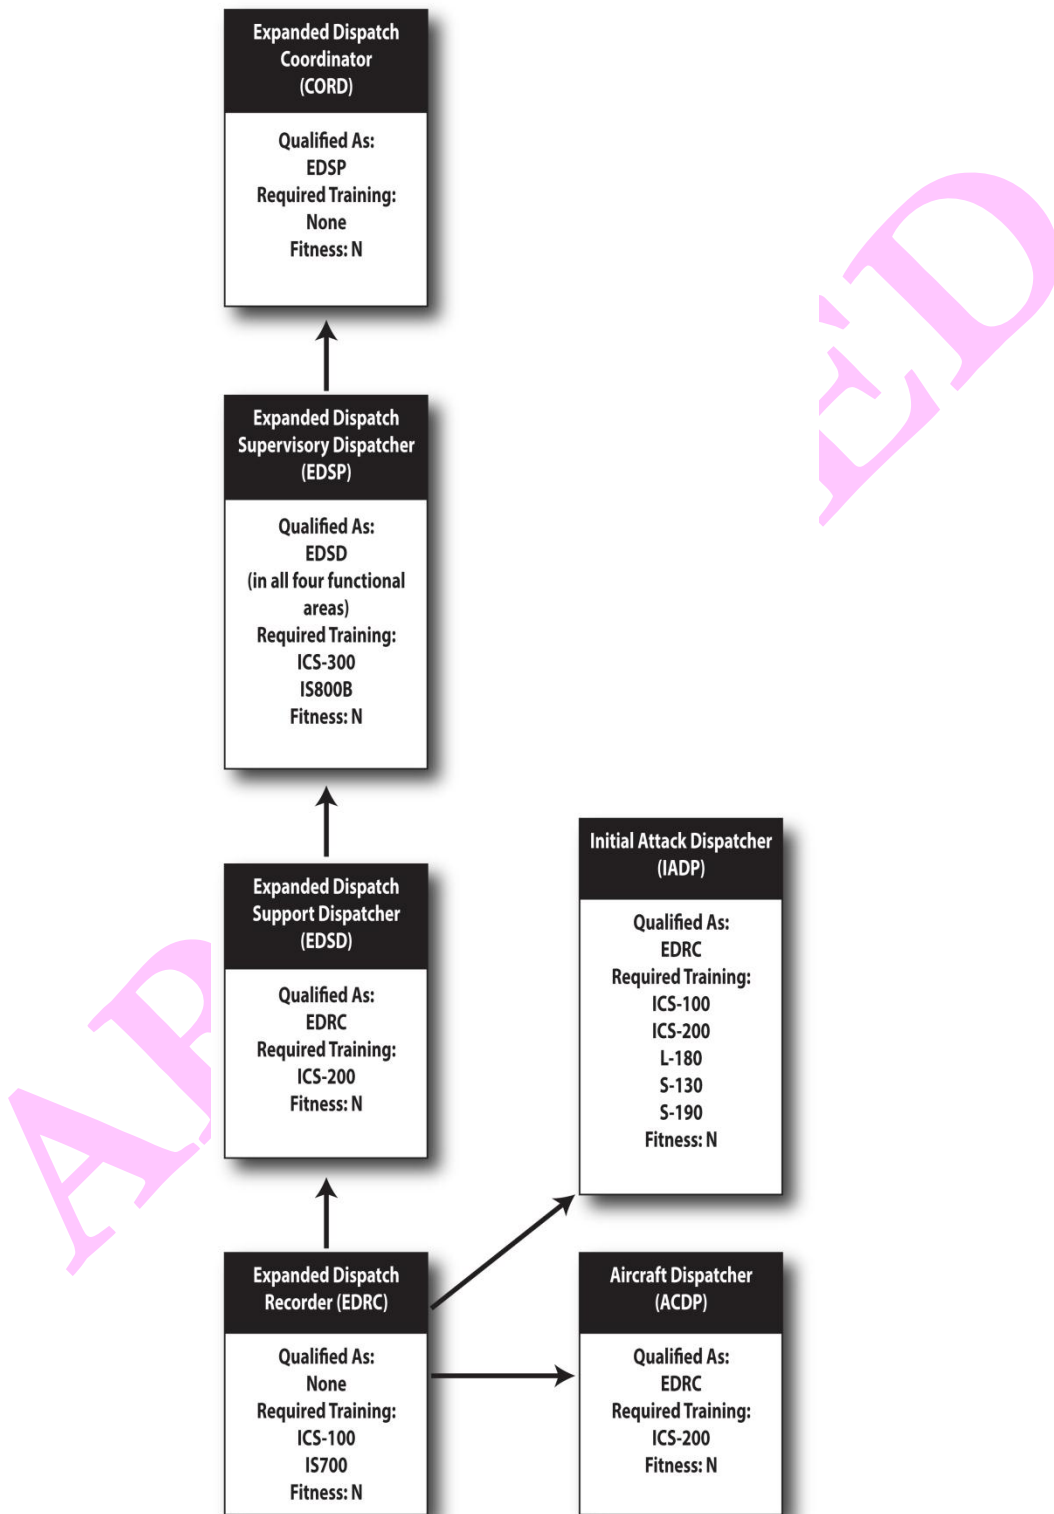 Expanded Dispatch
Coordinator
(CORD)
Qualified As:
EDSP
Required Training:
None
Fitness: N
Expanded Dispatch
Supervisory Dispatcher
(EDSP)
Qualified As:
EDSD
(in all four functional
areas)
Required Training:
ICS-300
IS800B
Fitness: N
Expanded Dispatch
Support Dispatcher
(EDSD)
Qualified As:
EDRC
Required Training:
ICS-200
Fitness: N
Initial Attack Dispatcher
(IADP)
Qualified As:
EDRC
Required Training:
ICS-100
ICS-200
L-180
S-130
S-190
Fitness: N
Expanded Dispatch
Recorder (EDRC)
Qualified As:
None
Required Training:
ICS-100
IS700
Fitness: N
Aircraft Dispatcher
(ACDP)
Qualified As:
EDRC
Required Training:
ICS-200
Fitness: N